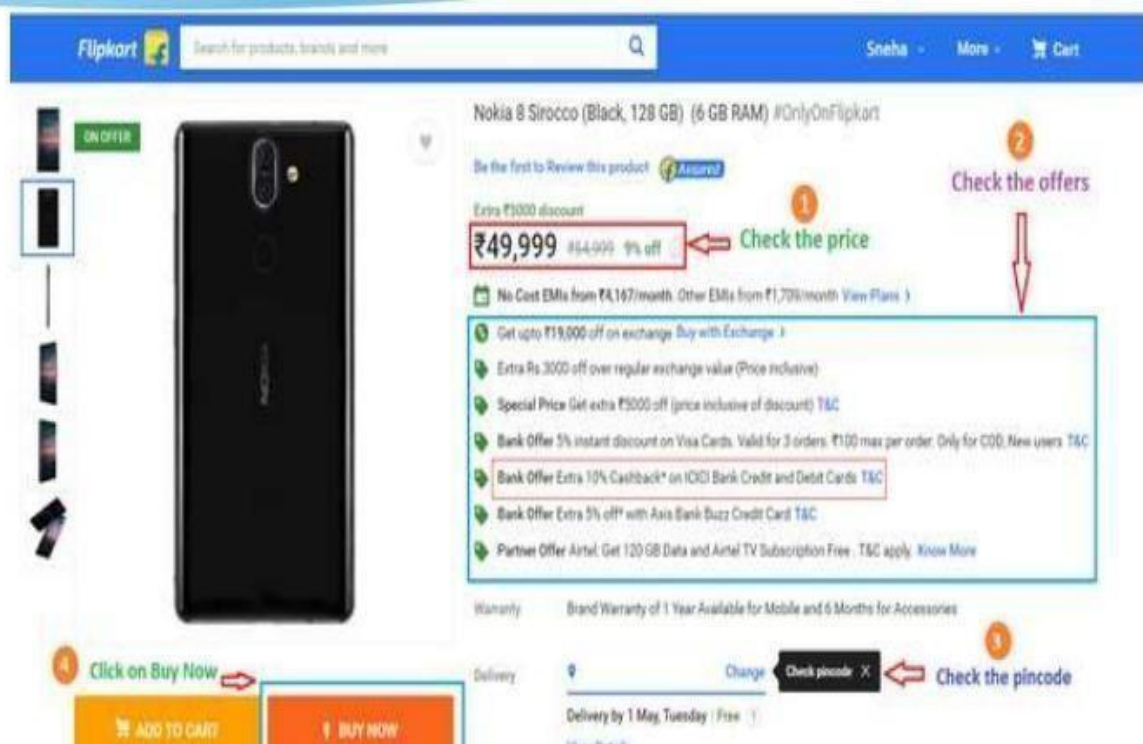 Flipkart
Search for products, brands and more
Sneha
More
Cart
ON OFFER
NOKIA
Nokia 8 Sirocco (Black, 128 GB) (6 GB RAM) #OnlyOnFlipkart
Be the first to Review this product Assured
Extra ₹5000 discount
₹49,999 ₹54,999 9% off
1
Check the price
2
Check the offers
No Cost EMIs from ₹4,167/month. Other EMIs from ₹1,709/month View Plans >
Get upto ₹19,000 off on exchange Buy with Exchange >
Extra Rs.3000 off over regular exchange value (Price inclusive)
Special Price Get extra ₹5000 off (price inclusive of discount) T&C
Bank Offer 5% instant discount on Visa Cards. Valid for 3 orders. ₹100 max per order. Only for COD, New users T&C
Bank Offer Extra 10% Cashback* on ICICI Bank Credit and Debit Cards T&C
Bank Offer Extra 5% off* with Axis Bank Buzz Credit Card T&C
Partner Offer Airtel: Get 120 GB Data and Airtel TV Subscription Free . T&C apply. Know More
Warranty Brand Warranty of 1 Year Available for Mobile and 6 Months for Accessories
Delivery Change Check pincode X
3
Check the pincode
Delivery by 1 May, Tuesday | Free
View Details
4
Click on Buy Now
ADD TO CART
BUY NOW